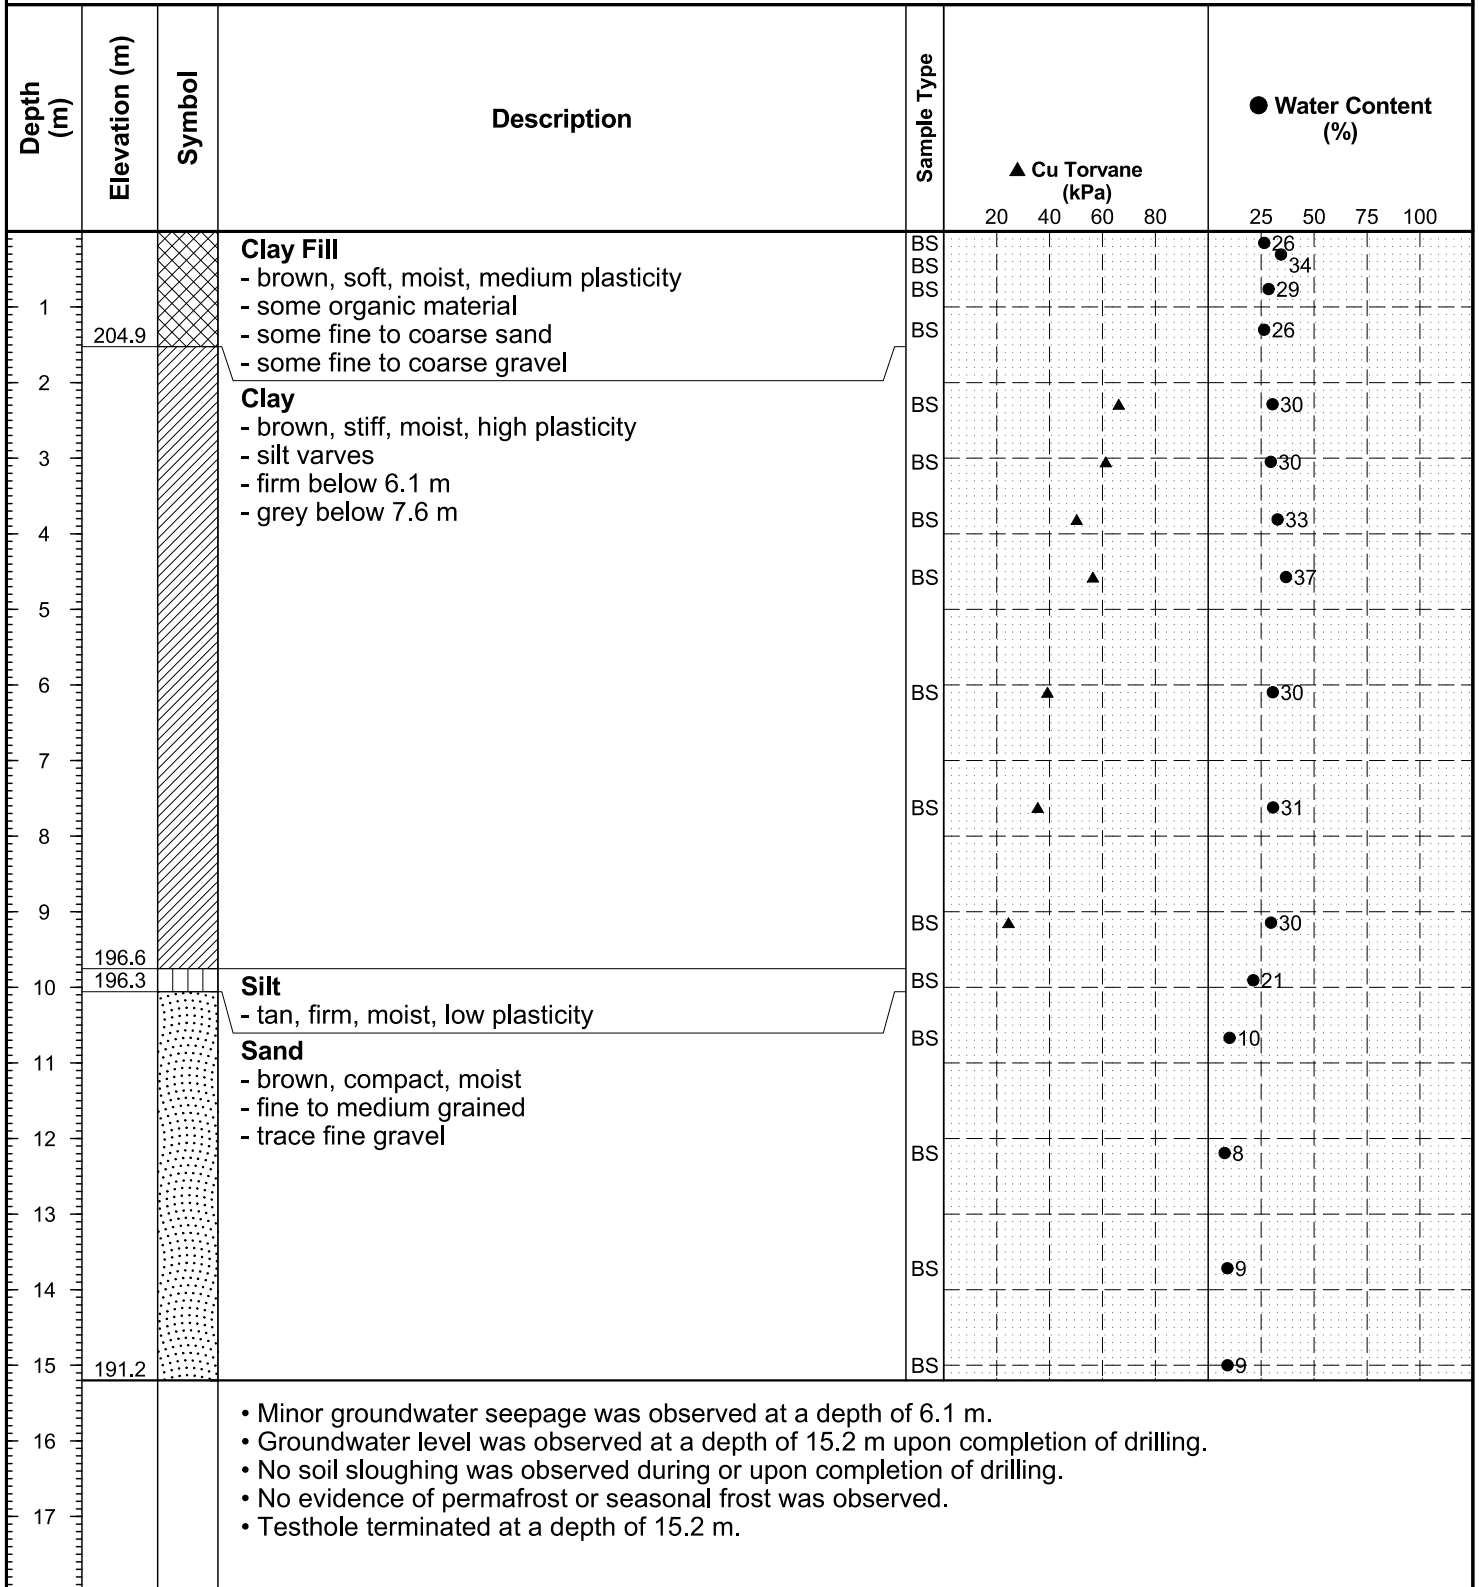 Depth
(m)
Elevation (m)
Symbol
Description
Sample Type
▲ Cu Torvane
(kPa)
20 40 60 80
● Water Content
(%)
25 50 75 100
Clay Fill
- brown, soft, moist, medium plasticity
- some organic material
- some fine to coarse sand
- some fine to coarse gravel
BS 26
BS 34
BS 29
1
204.9
BS 26
2
Clay
- brown, stiff, moist, high plasticity
- silt varves
- firm below 6.1 m
- grey below 7.6 m
BS 30
3
BS 30
BS 33
4
BS 37
5
6
BS 30
7
BS 31
8
9
BS 30
196.6
196.3
10
Silt
- tan, firm, moist, low plasticity
BS 21
Sand
- brown, compact, moist
- fine to medium grained
- trace fine gravel
BS 10
11
12
BS 8
13
BS 9
14
15
191.2
BS 9
• Minor groundwater seepage was observed at a depth of 6.1 m.
• Groundwater level was observed at a depth of 15.2 m upon completion of drilling.
• No soil sloughing was observed during or upon completion of drilling.
• No evidence of permafrost or seasonal frost was observed.
• Testhole terminated at a depth of 15.2 m.
16
17